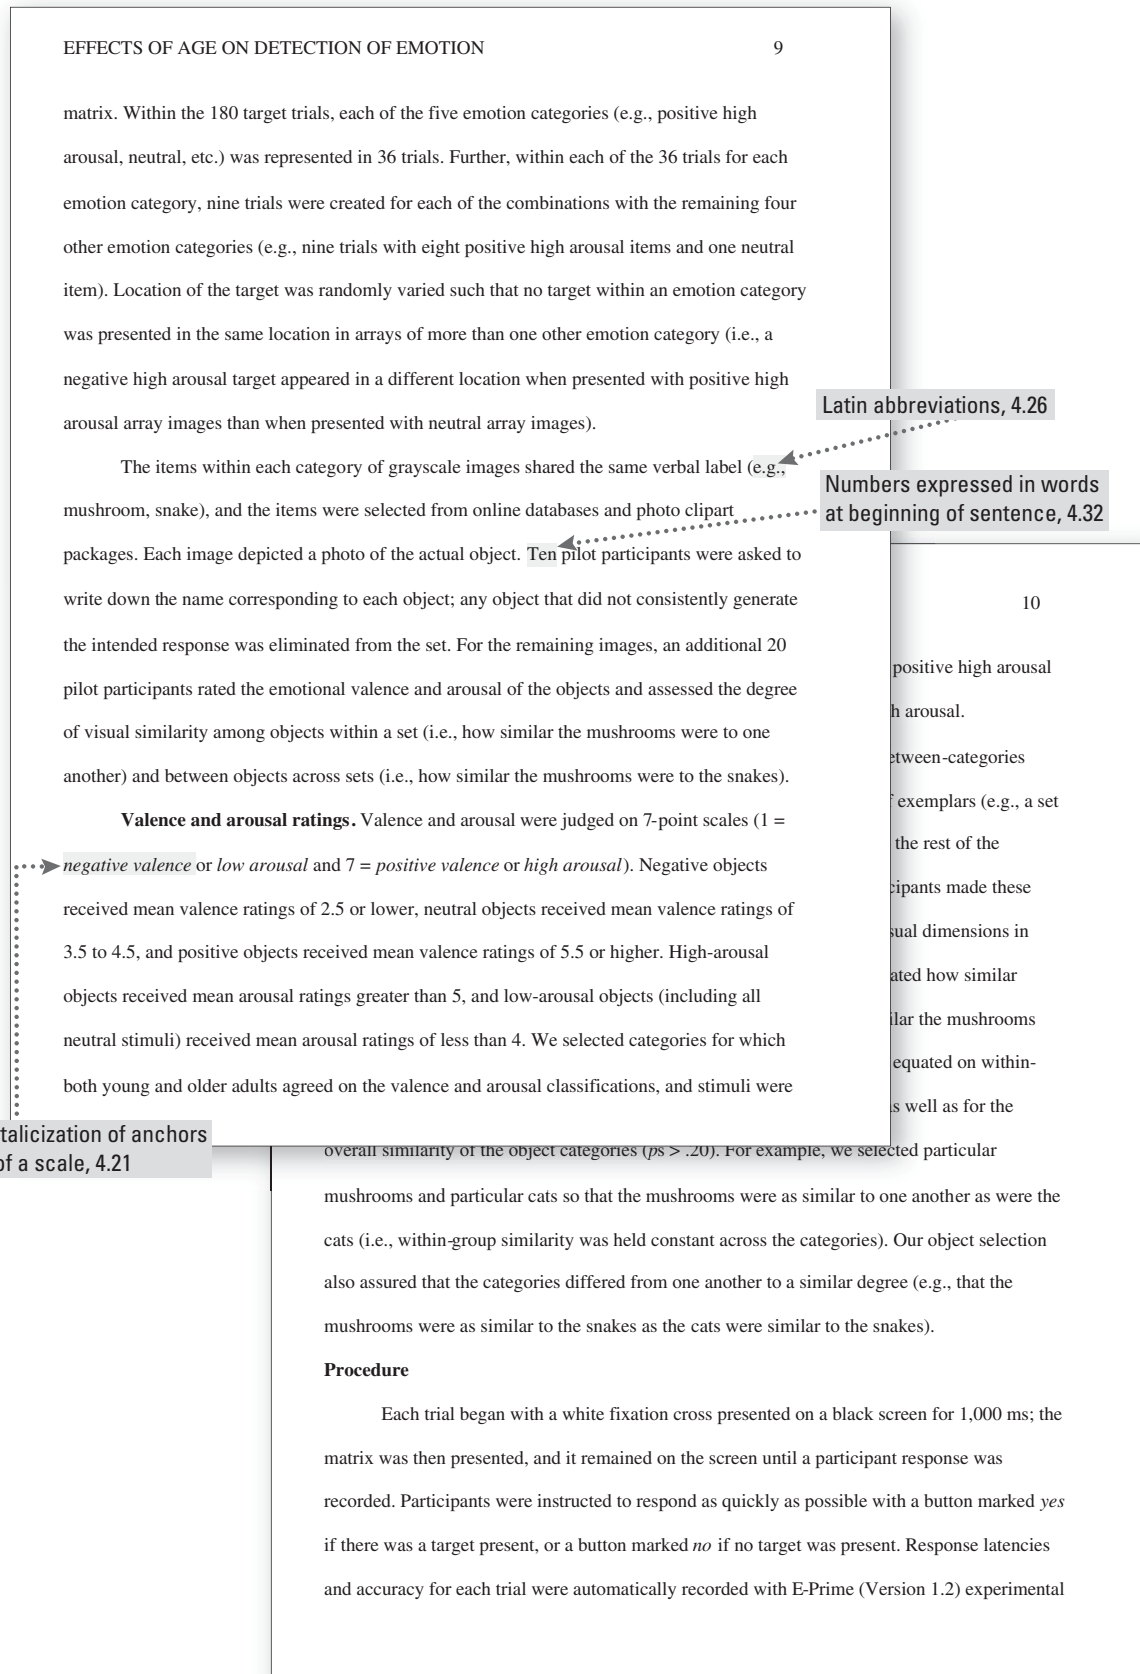 EFFECTS OF AGE ON DETECTION OF EMOTION 9
matrix. Within the 180 target trials, each of the five emotion categories (e.g., positive high
arousal, neutral, etc.) was represented in 36 trials. Further, within each of the 36 trials for each
emotion category, nine trials were created for each of the combinations with the remaining four
other emotion categories (e.g., nine trials with eight positive high arousal items and one neutral
item). Location of the target was randomly varied such that no target within an emotion category
was presented in the same location in arrays of more than one other emotion category (i.e., a
negative high arousal target appeared in a different location when presented with positive high
arousal array images than when presented with neutral array images).
Latin abbreviations, 4.26
The items within each category of grayscale images shared the same verbal label (e.g.,
mushroom, snake), and the items were selected from online databases and photo clipart
Numbers expressed in words
at beginning of sentence, 4.32
packages. Each image depicted a photo of the actual object. Ten pilot participants were asked to
write down the name corresponding to each object; any object that did not consistently generate
the intended response was eliminated from the set. For the remaining images, an additional 20
pilot participants rated the emotional valence and arousal of the objects and assessed the degree
of visual similarity among objects within a set (i.e., how similar the mushrooms were to one
another) and between objects across sets (i.e., how similar the mushrooms were to the snakes).
Valence and arousal ratings. Valence and arousal were judged on 7-point scales (1 =
negative valence or low arousal and 7 = positive valence or high arousal). Negative objects
received mean valence ratings of 2.5 or lower, neutral objects received mean valence ratings of
3.5 to 4.5, and positive objects received mean valence ratings of 5.5 or higher. High-arousal
objects received mean arousal ratings greater than 5, and low-arousal objects (including all
neutral stimuli) received mean arousal ratings of less than 4. We selected categories for which
both young and older adults agreed on the valence and arousal classifications, and stimuli were
talicization of anchors
of a scale, 4.21
10
positive high arousal
h arousal.
etween-categories
exemplars (e.g., a set
the rest of the
cipants made these
sual dimensions in
ated how similar
ilar the mushrooms
equated on within-
as well as for the
overall similarity of the object categories (ps > .20). For example, we selected particular
mushrooms and particular cats so that the mushrooms were as similar to one another as were the
cats (i.e., within-group similarity was held constant across the categories). Our object selection
also assured that the categories differed from one another to a similar degree (e.g., that the
mushrooms were as similar to the snakes as the cats were similar to the snakes).
Procedure
Each trial began with a white fixation cross presented on a black screen for 1,000 ms; the
matrix was then presented, and it remained on the screen until a participant response was
recorded. Participants were instructed to respond as quickly as possible with a button marked yes
if there was a target present, or a button marked no if no target was present. Response latencies
and accuracy for each trial were automatically recorded with E-Prime (Version 1.2) experimental